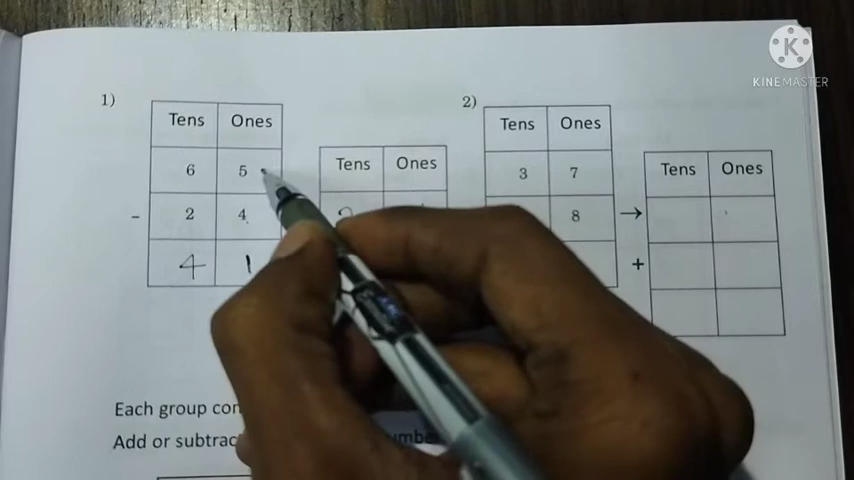 K
KINEMASTER
1)
Tens Ones
6 5
- 2 4
4 1
Tens Ones
2)
Tens Ones
3 7
8 →
Tens Ones
+
Each group con
Add or subtrac